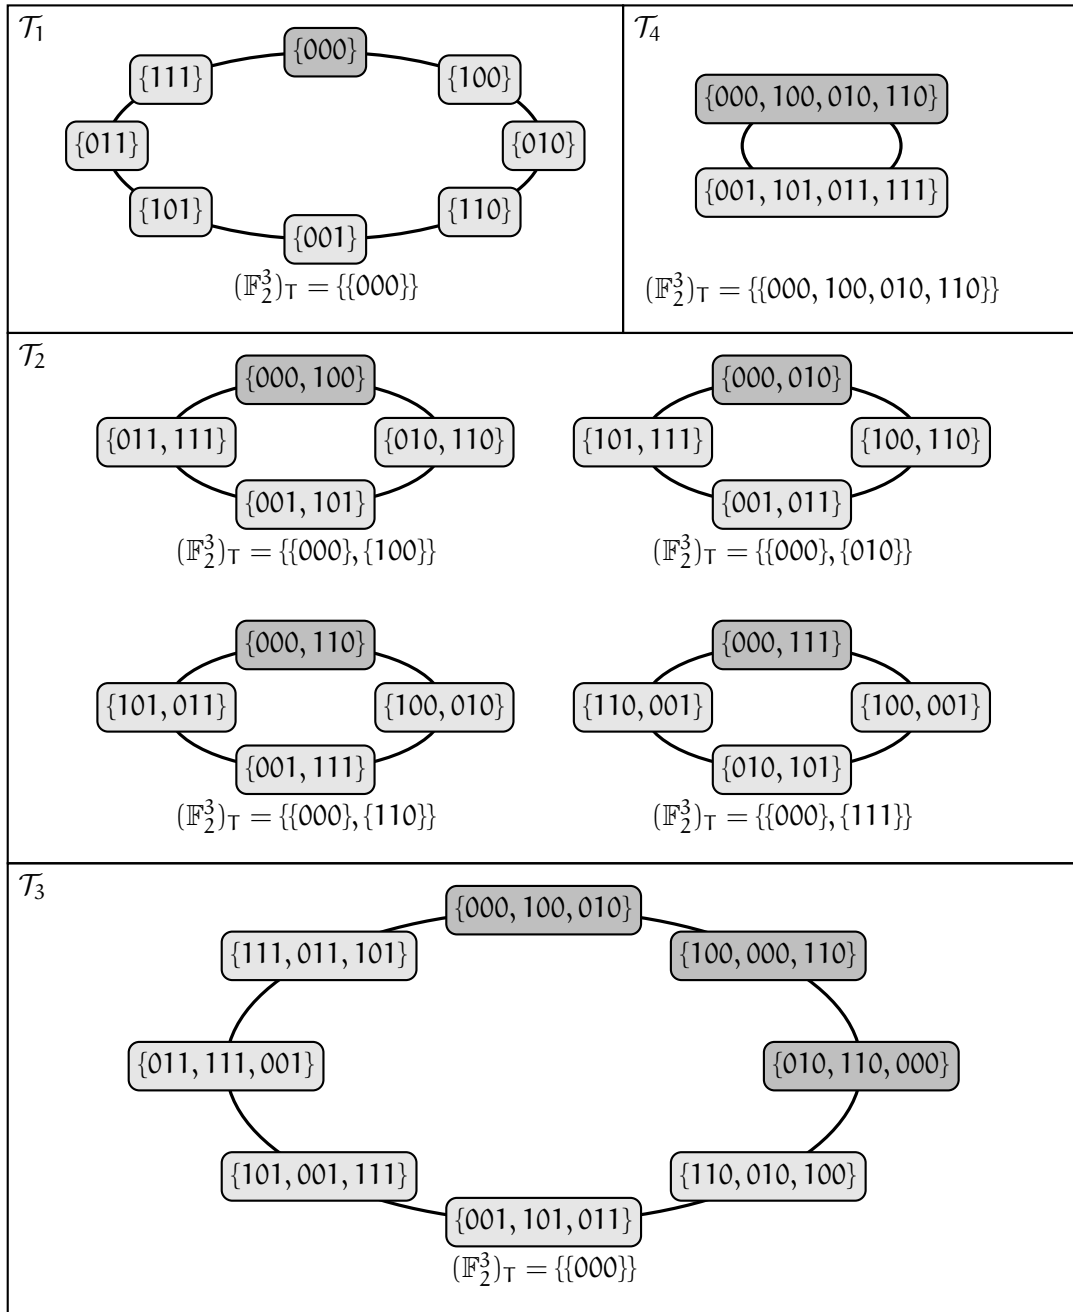 𝒯₁
{000}
{111} {100}
{011} {010}
{101} {110}
{001}
(𝔽₂³)_T = {{000}}
𝒯₄
{000, 100, 010, 110}
{001, 101, 011, 111}
(𝔽₂³)_T = {{000, 100, 010, 110}}
𝒯₂
{000, 100}
{011, 111} {010, 110}
{001, 101}
(𝔽₂³)_T = {{000}, {100}}
{000, 010}
{101, 111} {100, 110}
{001, 011}
(𝔽₂³)_T = {{000}, {010}}
{000, 110}
{101, 011} {100, 010}
{001, 111}
(𝔽₂³)_T = {{000}, {110}}
{000, 111}
{110, 001} {100, 001}
{010, 101}
(𝔽₂³)_T = {{000}, {111}}
𝒯₃
{000, 100, 010}
{111, 011, 101} {100, 000, 110}
{011, 111, 001} {010, 110, 000}
{101, 001, 111} {110, 010, 100}
{001, 101, 011}
(𝔽₂³)_T = {{000}}